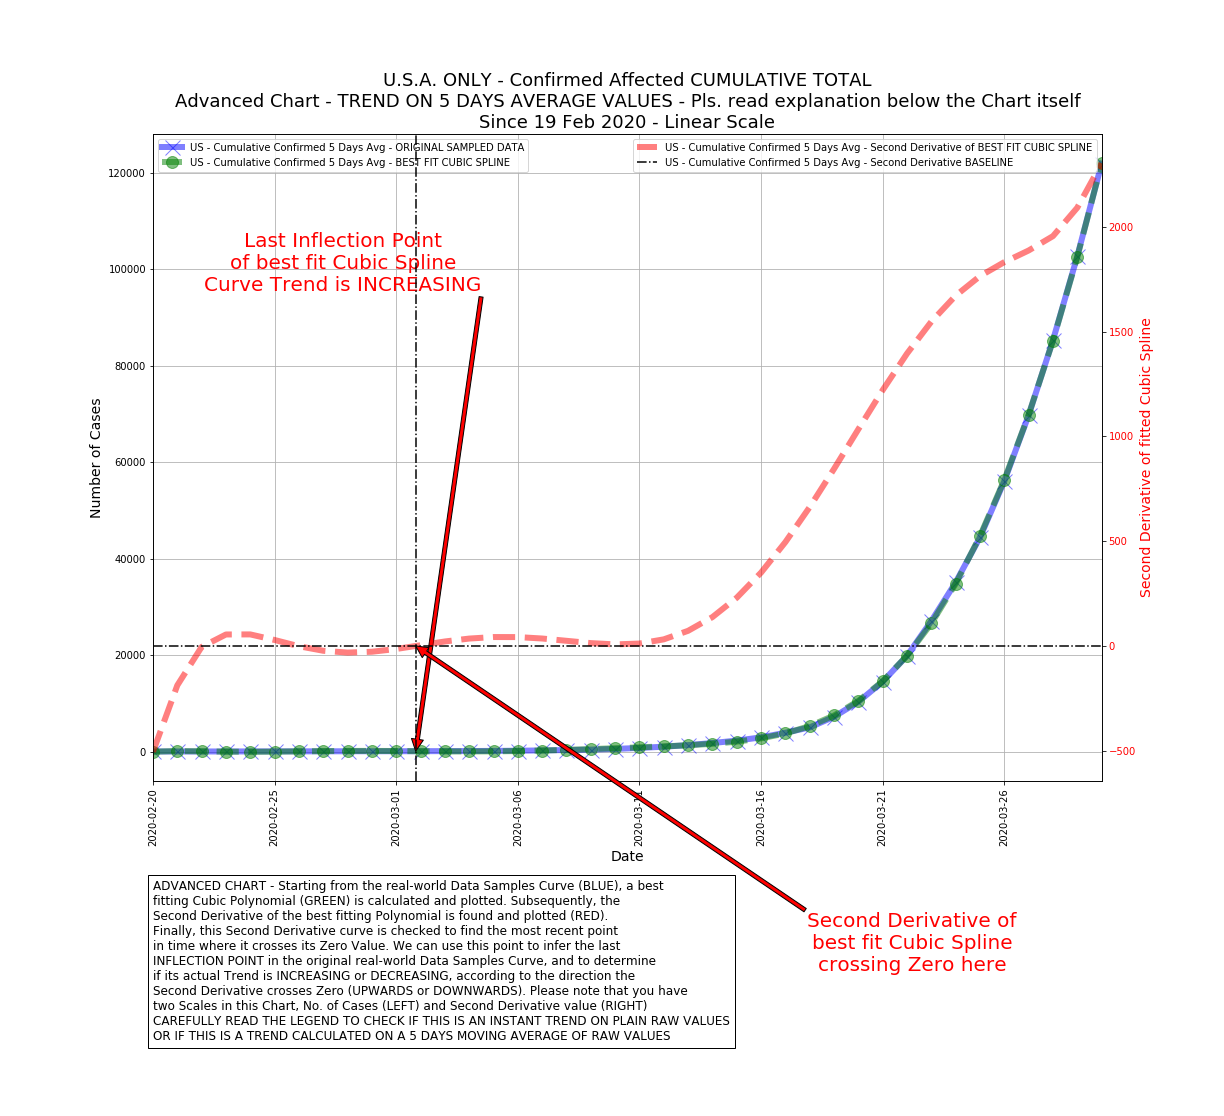 U.S.A. ONLY - Confirmed Affected CUMULATIVE TOTAL
Advanced Chart - TREND ON 5 DAYS AVERAGE VALUES - Pls. read explanation below the Chart itself
Since 19 Feb 2020 - Linear Scale
US - Cumulative Confirmed 5 Days Avg - ORIGINAL SAMPLED DATA
US - Cumulative Confirmed 5 Days Avg - BEST FIT CUBIC SPLINE
US - Cumulative Confirmed 5 Days Avg - Second Derivative of BEST FIT CUBIC SPLINE
US - Cumulative Confirmed 5 Days Avg - Second Derivative BASELINE
Last Inflection Point
of best fit Cubic Spline
Curve Trend is INCREASING
Number of Cases
120000
100000
80000
60000
40000
20000
0
2000
1500
1000
500
0
−500
Second Derivative of fitted Cubic Spline
2020-02-20
2020-02-25
2020-03-01
2020-03-06
2020-03-11
2020-03-16
2020-03-21
2020-03-26
Date
ADVANCED CHART - Starting from the real-world Data Samples Curve (BLUE), a best
fitting Cubic Polynomial (GREEN) is calculated and plotted. Subsequently, the
Second Derivative of the best fitting Polynomial is found and plotted (RED).
Finally, this Second Derivative curve is checked to find the most recent point
in time where it crosses its Zero Value. We can use this point to infer the last
INFLECTION POINT in the original real-world Data Samples Curve, and to determine
if its actual Trend is INCREASING or DECREASING, according to the direction the
Second Derivative crosses Zero (UPWARDS or DOWNWARDS). Please note that you have
two Scales in this Chart, No. of Cases (LEFT) and Second Derivative value (RIGHT)
CAREFULLY READ THE LEGEND TO CHECK IF THIS IS AN INSTANT TREND ON PLAIN RAW VALUES
OR IF THIS IS A TREND CALCULATED ON A 5 DAYS MOVING AVERAGE OF RAW VALUES
Second Derivative of
best fit Cubic Spline
crossing Zero here